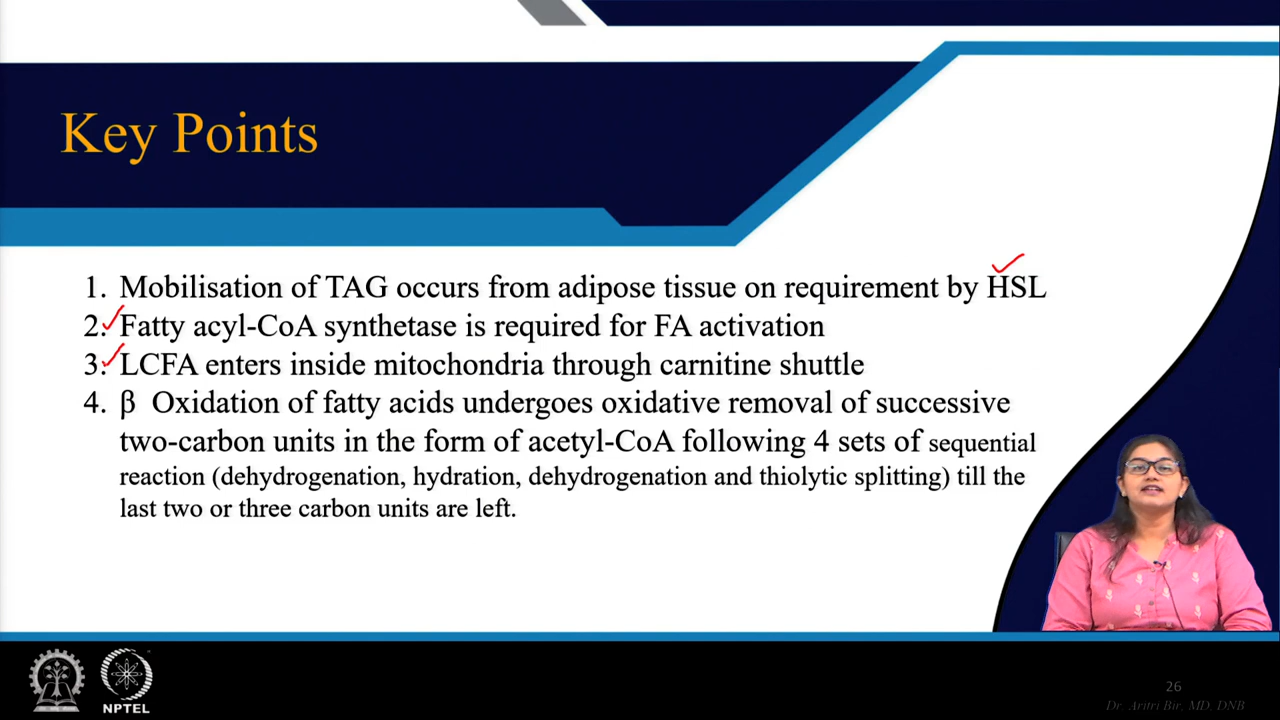 Key Points
1. Mobilisation of TAG occurs from adipose tissue on requirement by HSL
2. Fatty acyl-CoA synthetase is required for FA activation
3. LCFA enters inside mitochondria through carnitine shuttle
4. β Oxidation of fatty acids undergoes oxidative removal of successive
two-carbon units in the form of acetyl-CoA following 4 sets of sequential
reaction (dehydrogenation, hydretion, dehydrogenation and thiolytic splitting) till the
last two or three carbon units are left.
NPTEL
26
Dr. Aritri Bir, MD, DNB